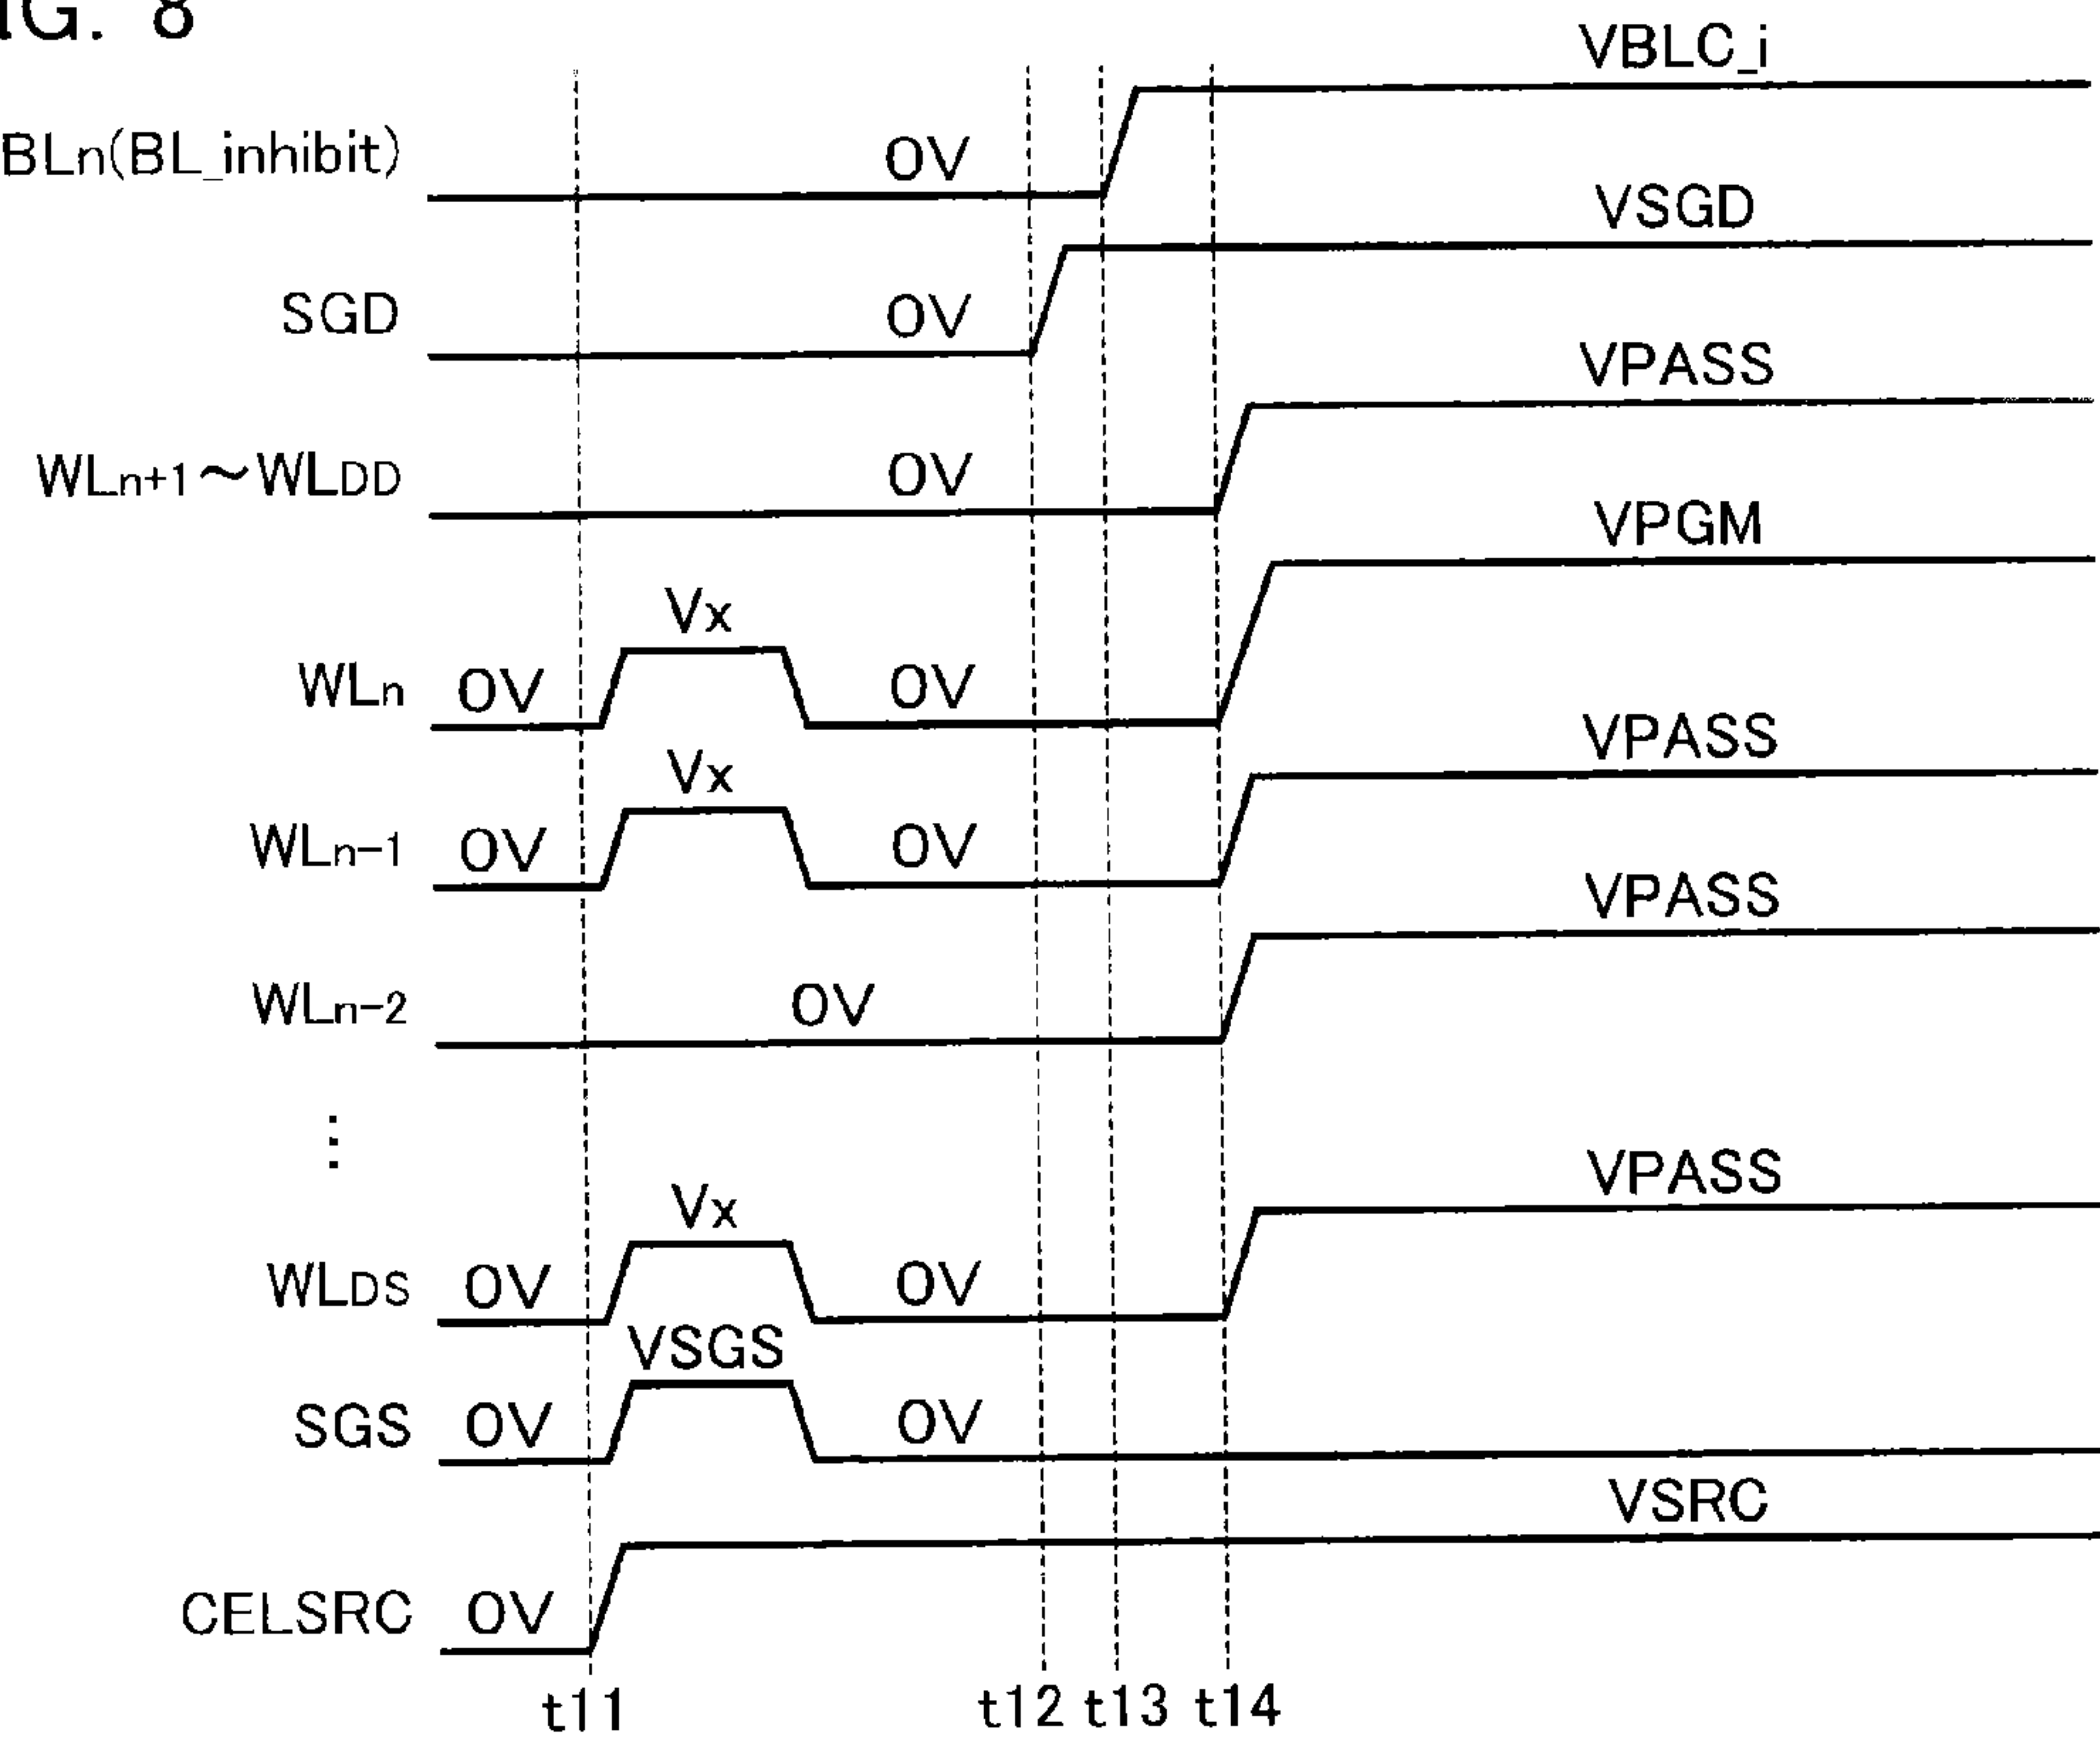 IG. 8
VBLC_i
BLn(BL_inhibit) 0V
VSGD
SGD 0V
VPASS
WLn+1～WLDD 0V
VPGM
Vx
WLn 0V 0V
VPASS
Vx
WLn-1 0V 0V
VPASS
WLn-2 0V
⋮
VPASS
Vx
WLDS 0V 0V
VSGS
SGS 0V 0V
VSRC
CELSRC 0V
t11 t12 t13 t14